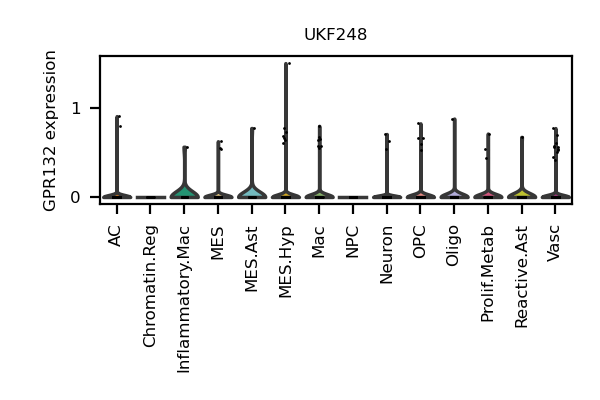 UKF248
GPR132 expression
1
0
AC
Chromatin.Reg
Inflammatory.Mac
MES
MES.Ast
MES.Hyp
Mac
NPC
Neuron
OPC
Oligo
Prolif.Metab
Reactive.Ast
Vasc